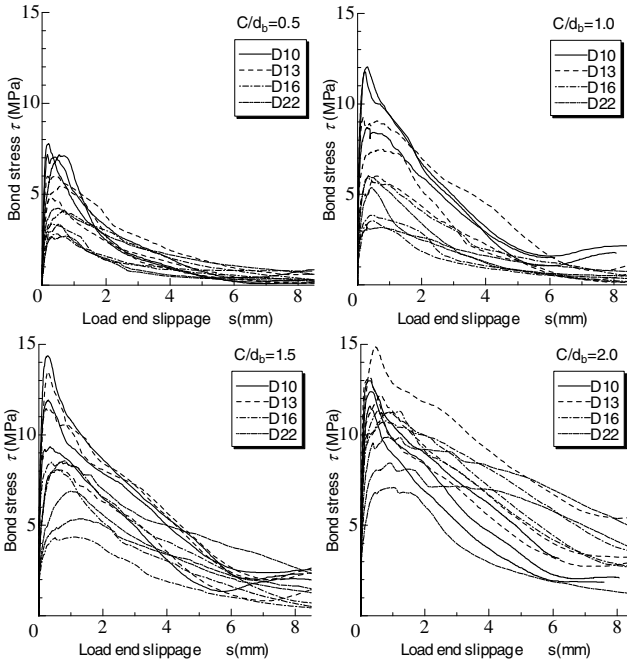 C/db=0.5
D10
D13
D16
D22
15
10
5
0
2
4
6
8
Bond stress τ (MPa)
Load end slippage s(mm)
C/db=1.0
D10
D13
D16
D22
15
10
5
0
2
4
6
8
Bond stress τ (MPa)
Load end slippage s(mm)
C/db=1.5
D10
D13
D16
D22
15
10
5
0
2
4
6
8
Bond stress τ (MPa)
Load end slippage s(mm)
C/db=2.0
D10
D13
D16
D22
15
10
5
0
2
4
6
8
Bond stress τ (MPa)
Load end slippage s(mm)